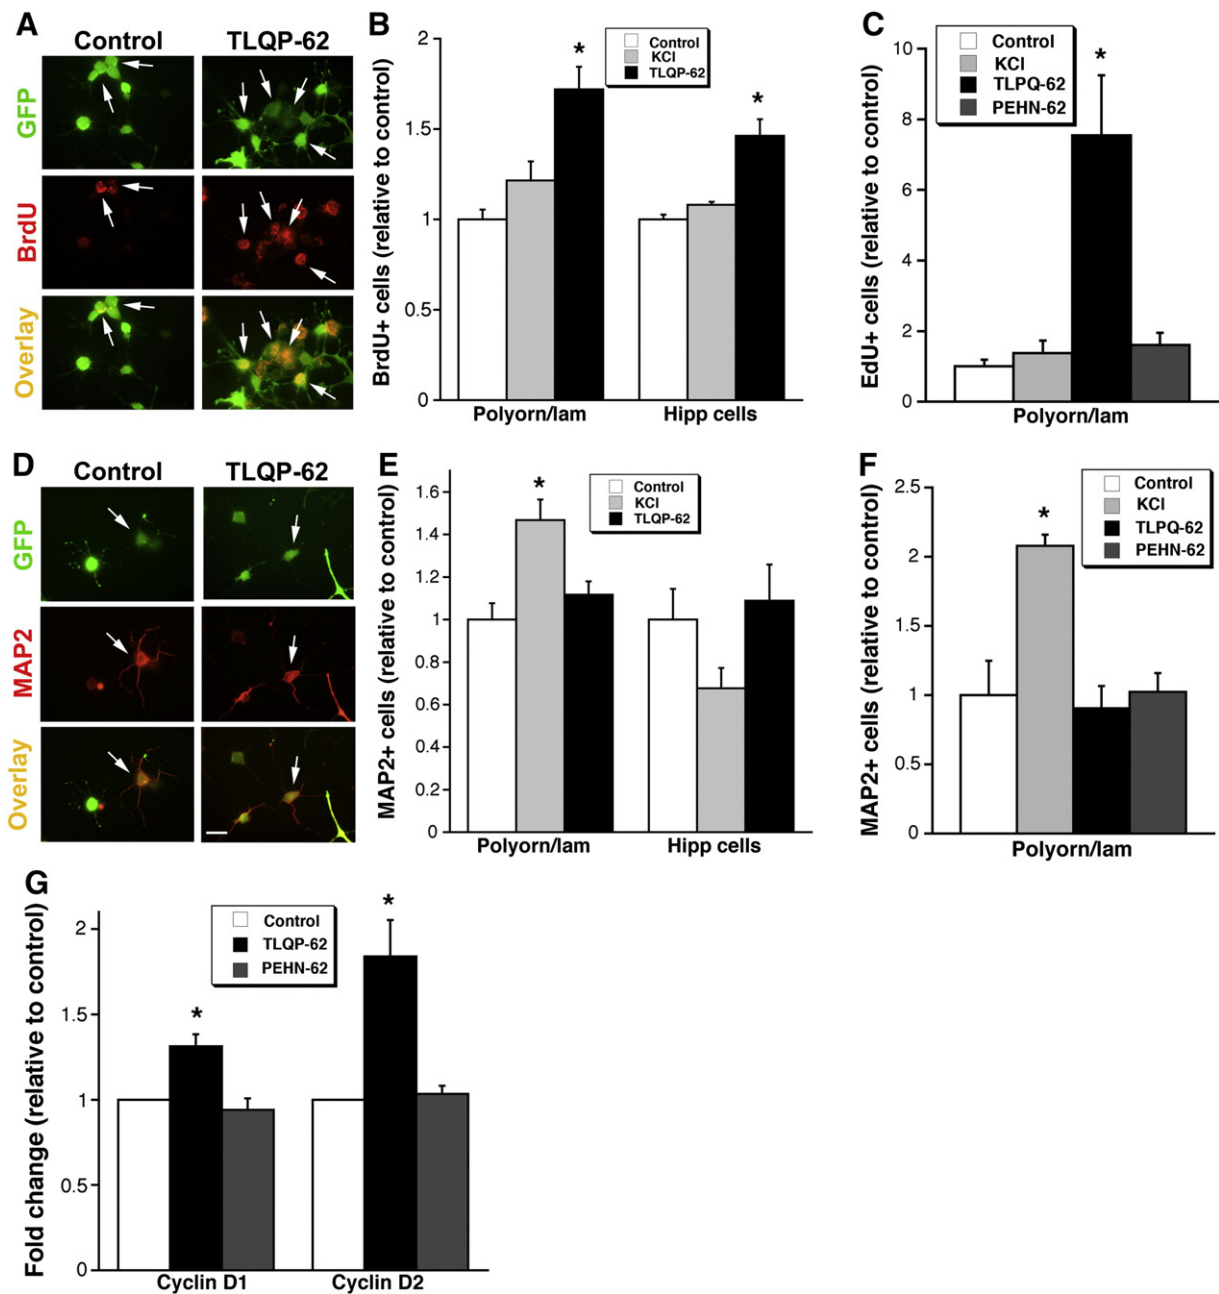 A
Control
TLQP-62
GFP
BrdU
Overlay
B
BrdU+ cells (relative to control)
2
1.5
1
0.5
0
Control
KCl
TLQP-62
*
*
Polyorn/lam
Hipp cells
C
EdU+ cells (relative to control)
10
8
6
4
2
0
Control
KCl
TLPQ-62
PEHN-62
*
Polyorn/lam
D
Control
TLQP-62
GFP
MAP2
Overlay
E
MAP2+ cells (relative to control)
1.6
1.4
1.2
1
0.8
0.6
0.4
0.2
0
Control
KCl
TLQP-62
*
Polyorn/lam
Hipp cells
F
MAP2+ cells (relative to control)
2.5
2
1.5
1
0.5
0
Control
KCl
TLPQ-62
PEHN-62
*
Polyorn/lam
G
Fold change (relative to control)
2
1.5
1
0.5
0
Control
TLQP-62
PEHN-62
*
*
Cyclin D1
Cyclin D2